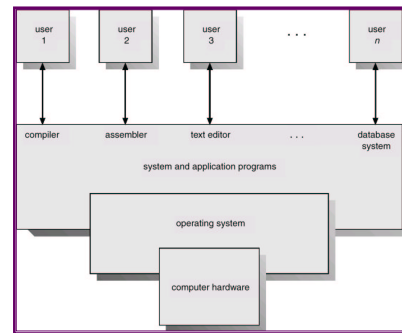 user
1
user
2
user
3
. . .
user
n
compiler
assembler
text editor
. . .
database
system
system and application programs
operating system
computer hardware